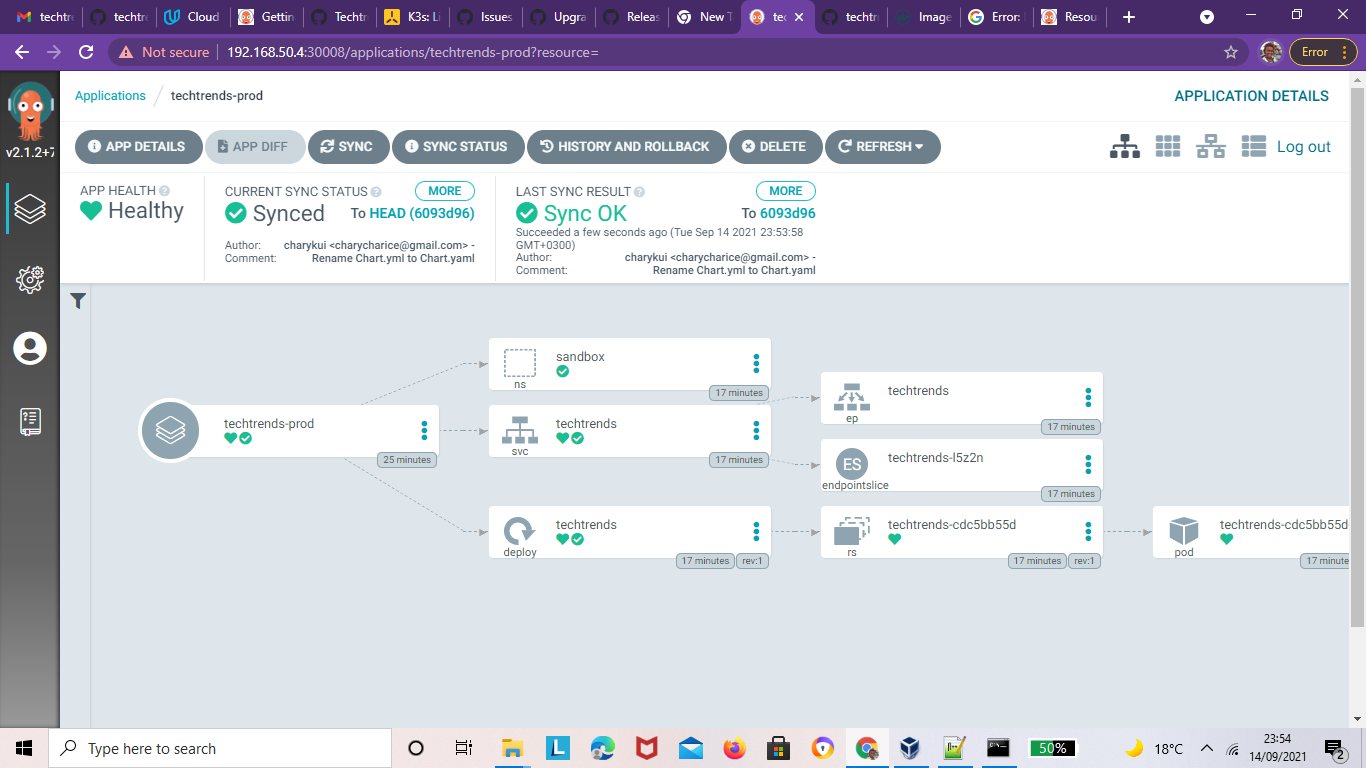 techtre
techtre
Cloud
Gettin
Techtr
K3s: Li
Issues
Upgra
Releas
New T
tec
techtre
Image
Error:
Resou
Not secure
192.168.50.4:30008/applications/techtrends-prod?resource=
Error
Applications
techtrends-prod
APPLICATION DETAILS
v2.1.2+7
APP DETAILS
APP DIFF
SYNC
SYNC STATUS
HISTORY AND ROLLBACK
DELETE
REFRESH
Log out
APP HEALTH
Healthy
CURRENT SYNC STATUS
MORE
Synced
To HEAD (6093d96)
Author: charykui <charycharice@gmail.com> -
Comment: Rename Chart.yml to Chart.yaml
LAST SYNC RESULT
MORE
Sync OK
To 6093d96
Succeeded a few seconds ago (Tue Sep 14 2021 23:53:58
GMT+0300)
Author: charykui <charycharice@gmail.com> -
Comment: Rename Chart.yml to Chart.yaml
techtrends-prod
25 minutes
sandbox
ns
17 minutes
techtrends
svc
17 minutes
techtrends
deploy
17 minutes
rev:1
techtrends
ep
17 minutes
ES
techtrends-l5z2n
endpointslice
17 minutes
techtrends-cdc5bb55d
rs
17 minutes
rev:1
techtrends-cdc5bb55d
pod
17 minute
Type here to search
50%
18°C
23:54
14/09/2021
2